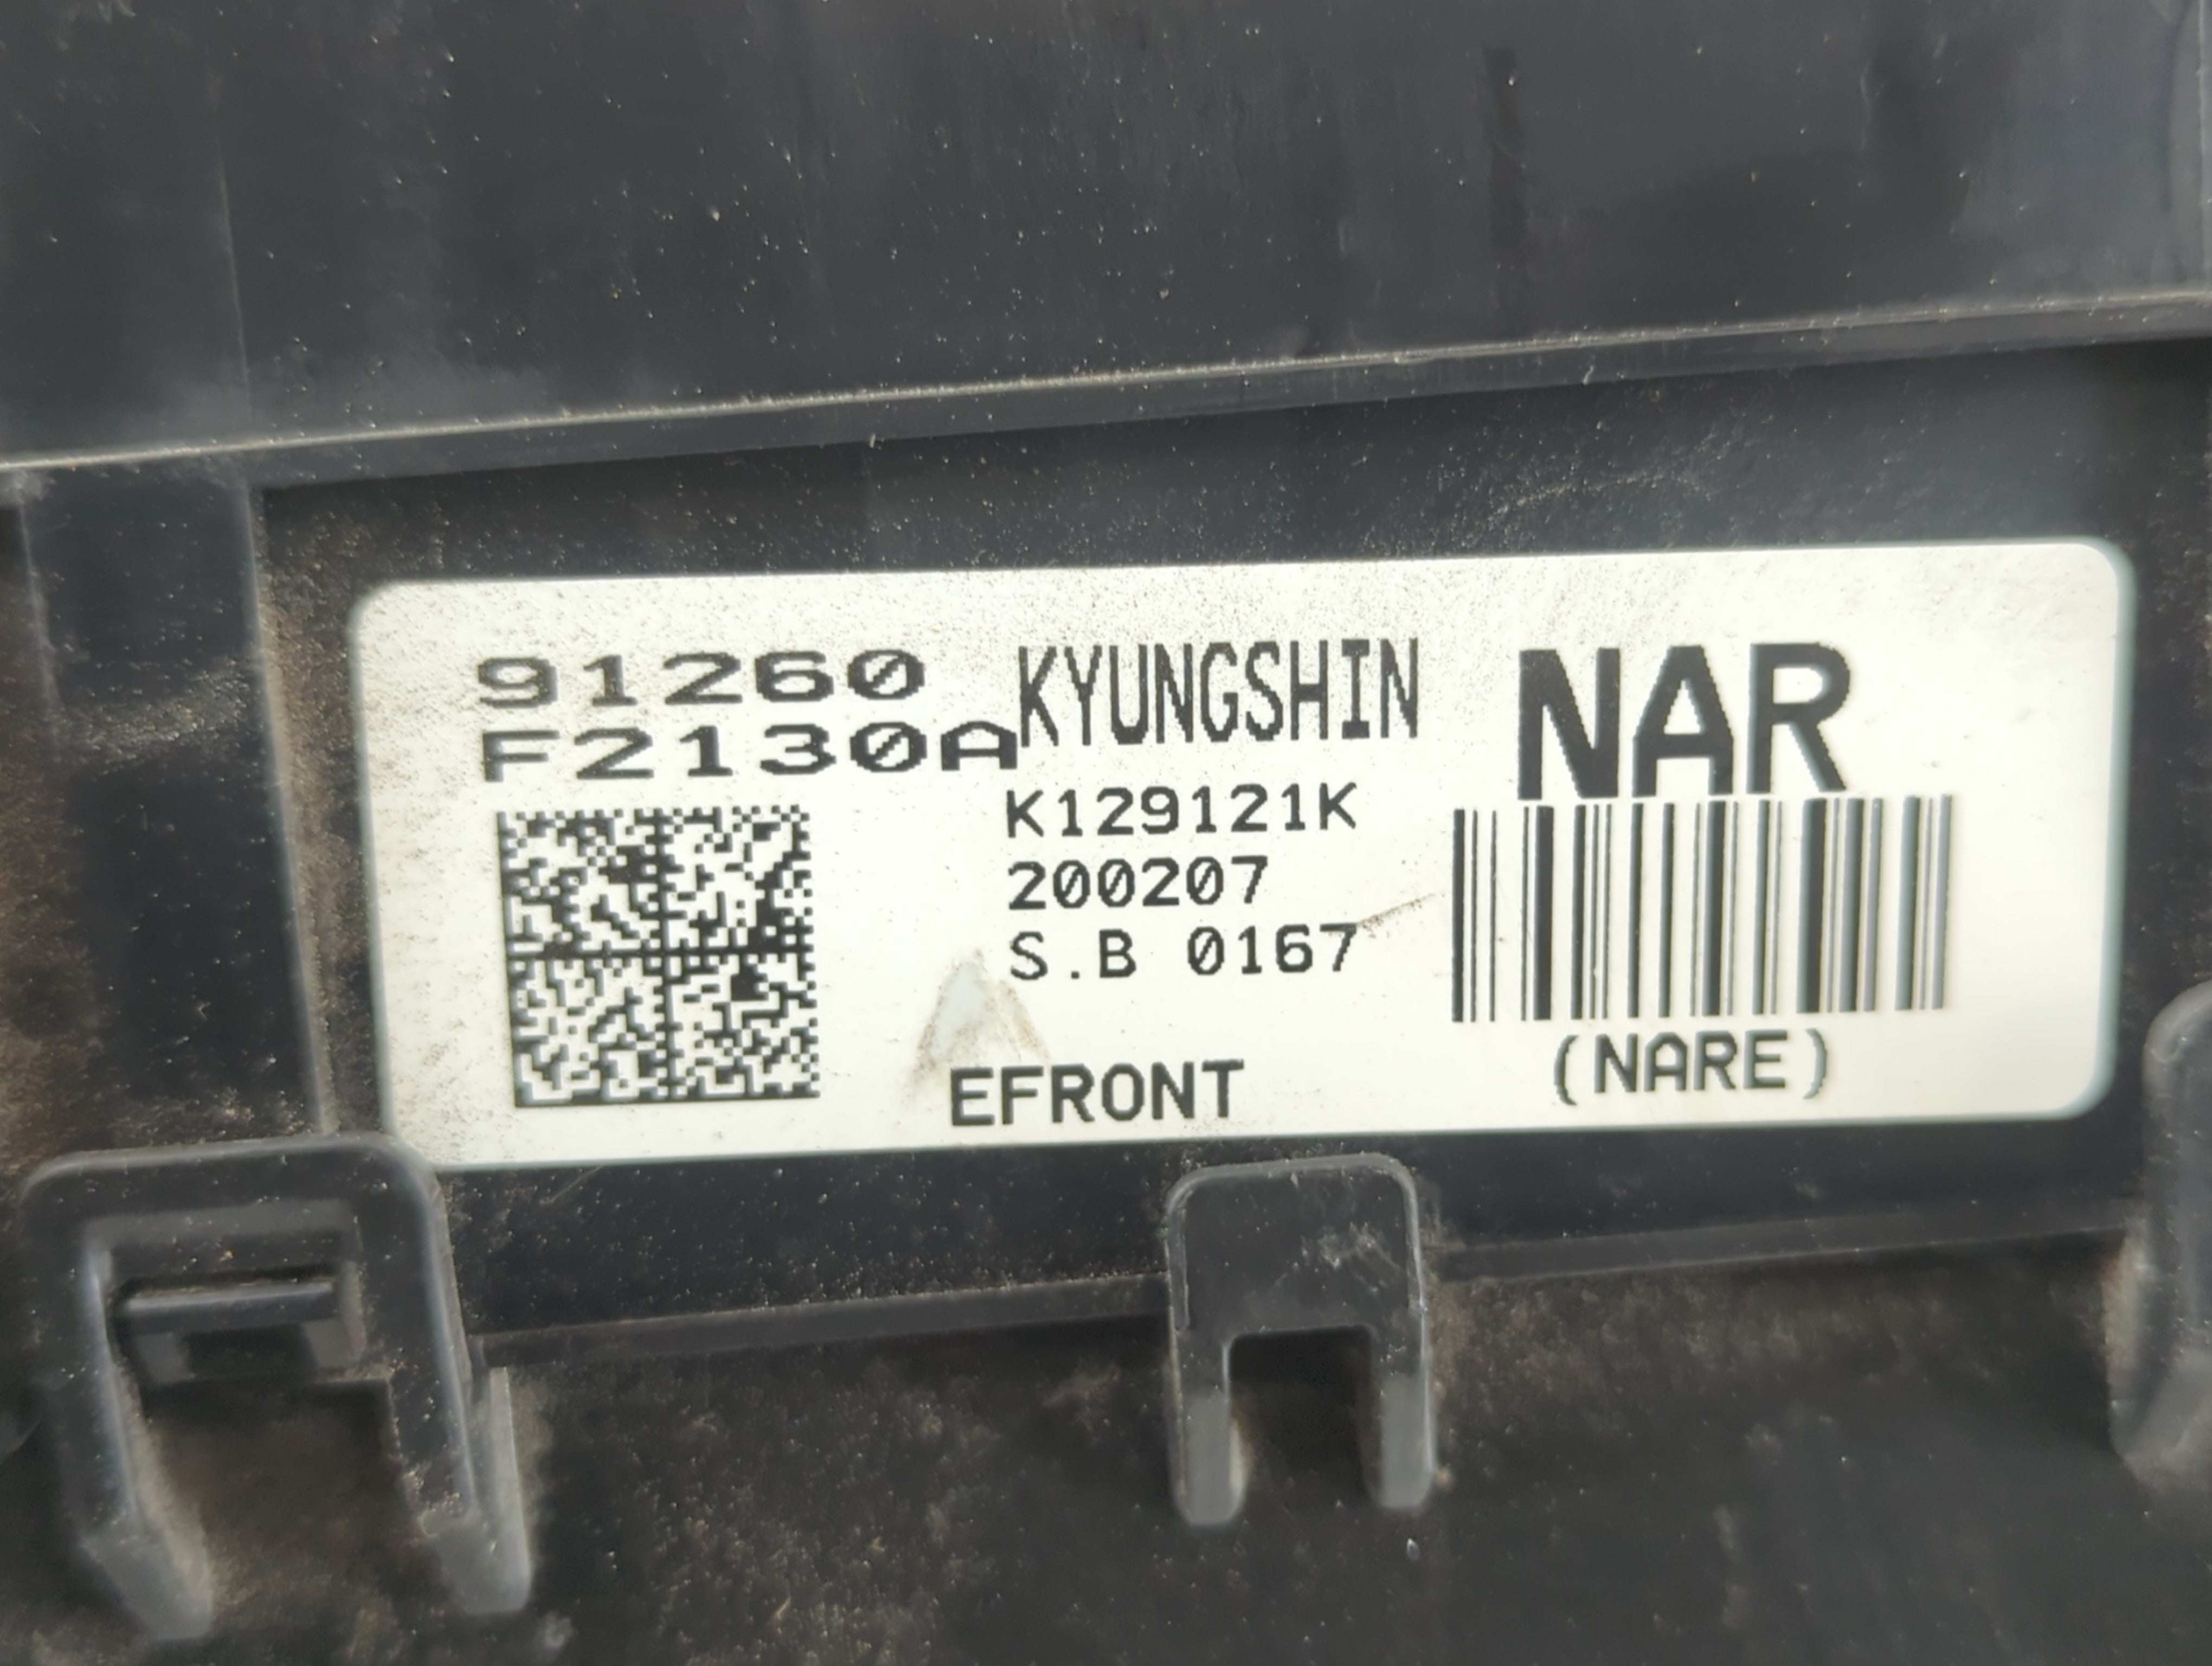 91260
F2130A
KYUNGSHIN
K129121K
200207
S.B 0167
EFRONT
NAR
(NARE)